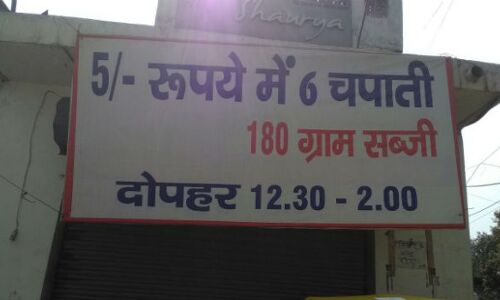 Shaurya
5/- रूपये में 6 चपाती
180 ग्राम सब्जी
दोपहर 12.30 - 2.00